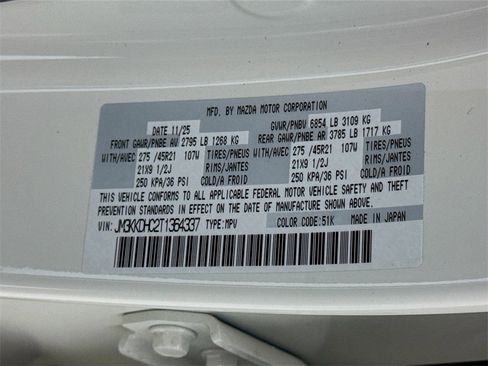 MFD. BY MAZDA MOTOR CORPORATION
DATE 11/25 GVWR/PNBV 6854 LB 3109 KG
FRONT GAWR/PNBE AV 2795 LB 1268 KG REAR GAWR/PNBE AR 3785 LB 1717 KG
WITH/AVEC 275 /45R21 107W TIRES/PNEUS WITH/AVEC 275 /45R21 107W TIRES/PNEUS
21X9 1/2J RIMS/JANTES 21X9 1/2J RIMS/JANTES
250 KPA/36 PSI COLD/A FROID 250 KPA/36 PSI COLD/A FROID
THIS VEHICLE CONFORMS TO ALL APPLICABLE FEDERAL MOTOR VEHICLE SAFETY AND THEFT
PREVENTION STANDARDS IN EFFECT ON THE DATE OF MANUFACTURE SHOWN ABOVE.
VIN: JM3KKDHC2T1364337 TYPE:MPV COLOR CODE:51K MADE IN JAPAN